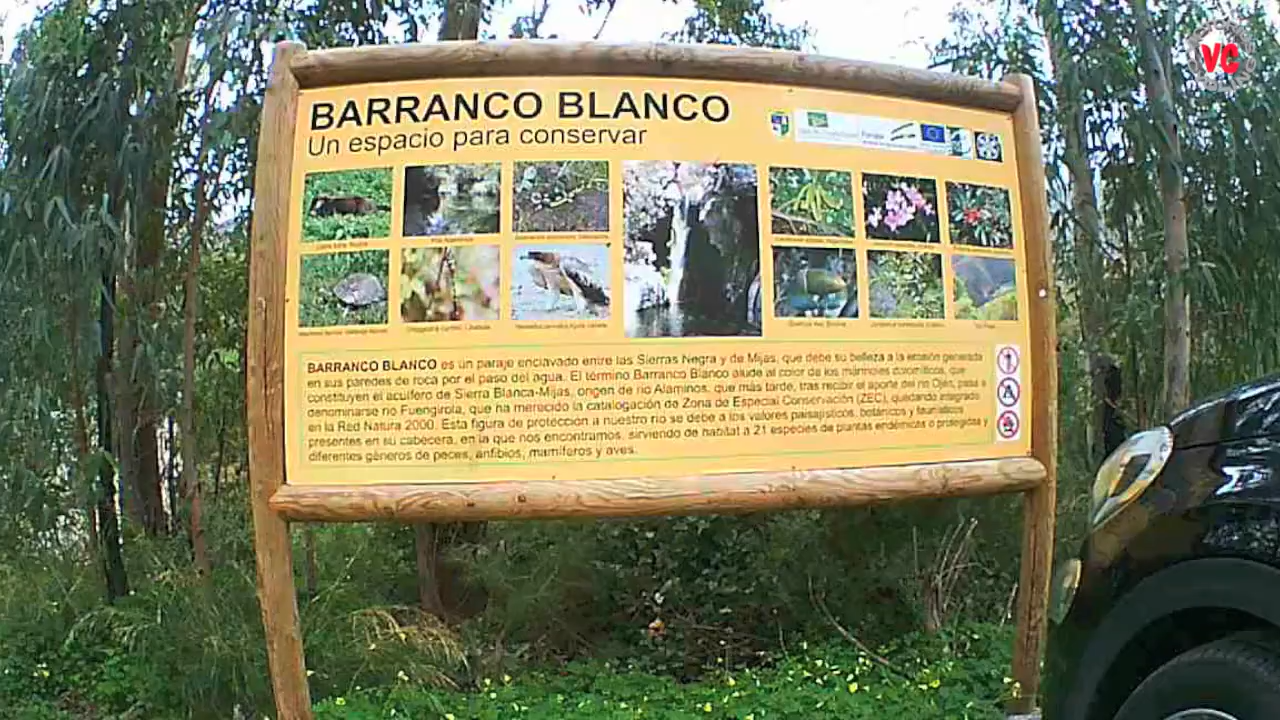 VC
BARRANCO BLANCO
Un espacio para conservar
BARRANCO BLANCO es un paraje enclavado entre las Sierras Negra y de Mijas, que debe su belleza a la erosión generada
en sus paredes de roca por el paso del agua. El término Barranco Blanco alude al color de los mármoles dolomíticos, que
constituyen el acuífero de Sierra Blanca-Mijas, origen de río Alaminos, que más tarde, tras recibir el aporte del río Ojén, pasa a
denominarse río Fuengirola, que ha merecido la catalogación de Zona de Especial Conservación (ZEC), quedando integrado
en la Red Natura 2000. Esta figura de protección a nuestro río se debe a los valores paisajísticos, botánicos y faunísticos
presentes en su cabecera, en la que nos encontramos, sirviendo de hábitat a 21 especies de plantas endémicas o protegidas y
diferentes géneros de peces, anfibios, mamíferos y aves.